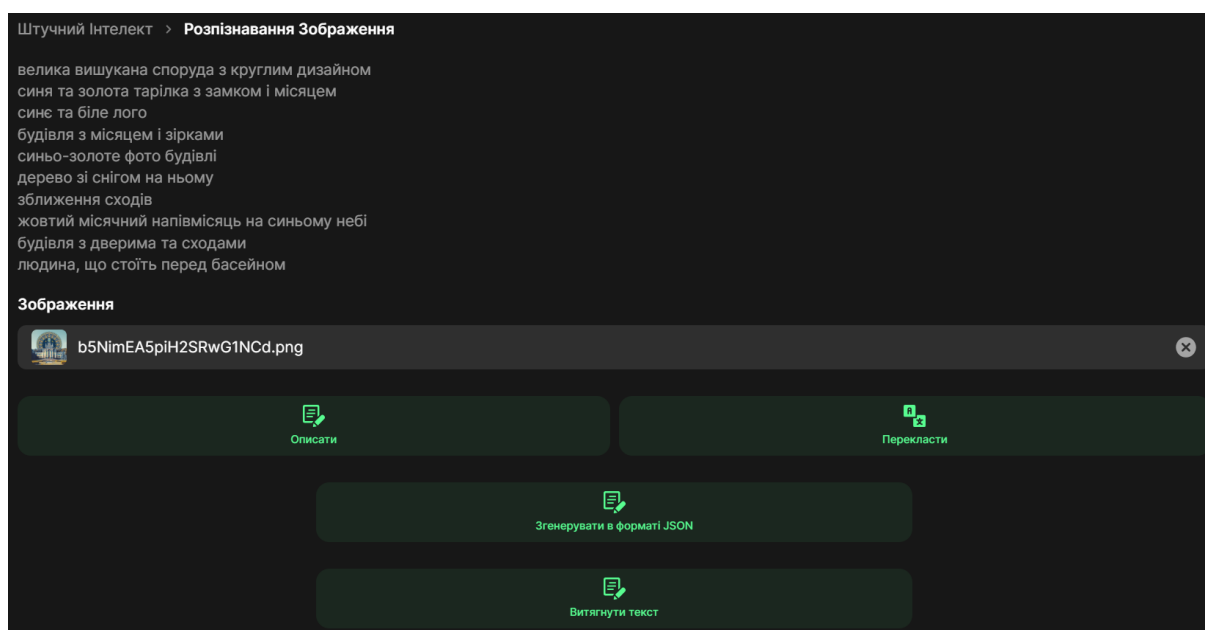 Штучний Інтелект > Розпізнавання Зображення
велика вишукана споруда з круглим дизайном
синя та золота тарілка з замком і місяцем
синє та біле лого
будівля з місяцем і зірками
синьо-золоте фото будівлі
дерево зі снігом на ньому
зближення сходів
жовтий місячний напівмісяць на синьому небі
будівля з дверима та сходами
людина, що стоїть перед басейном
Зображення
b5NimEA5piH2SRwG1NCd.png
Описати
Перекласти
Згенерувати в форматі JSON
Витягнути текст